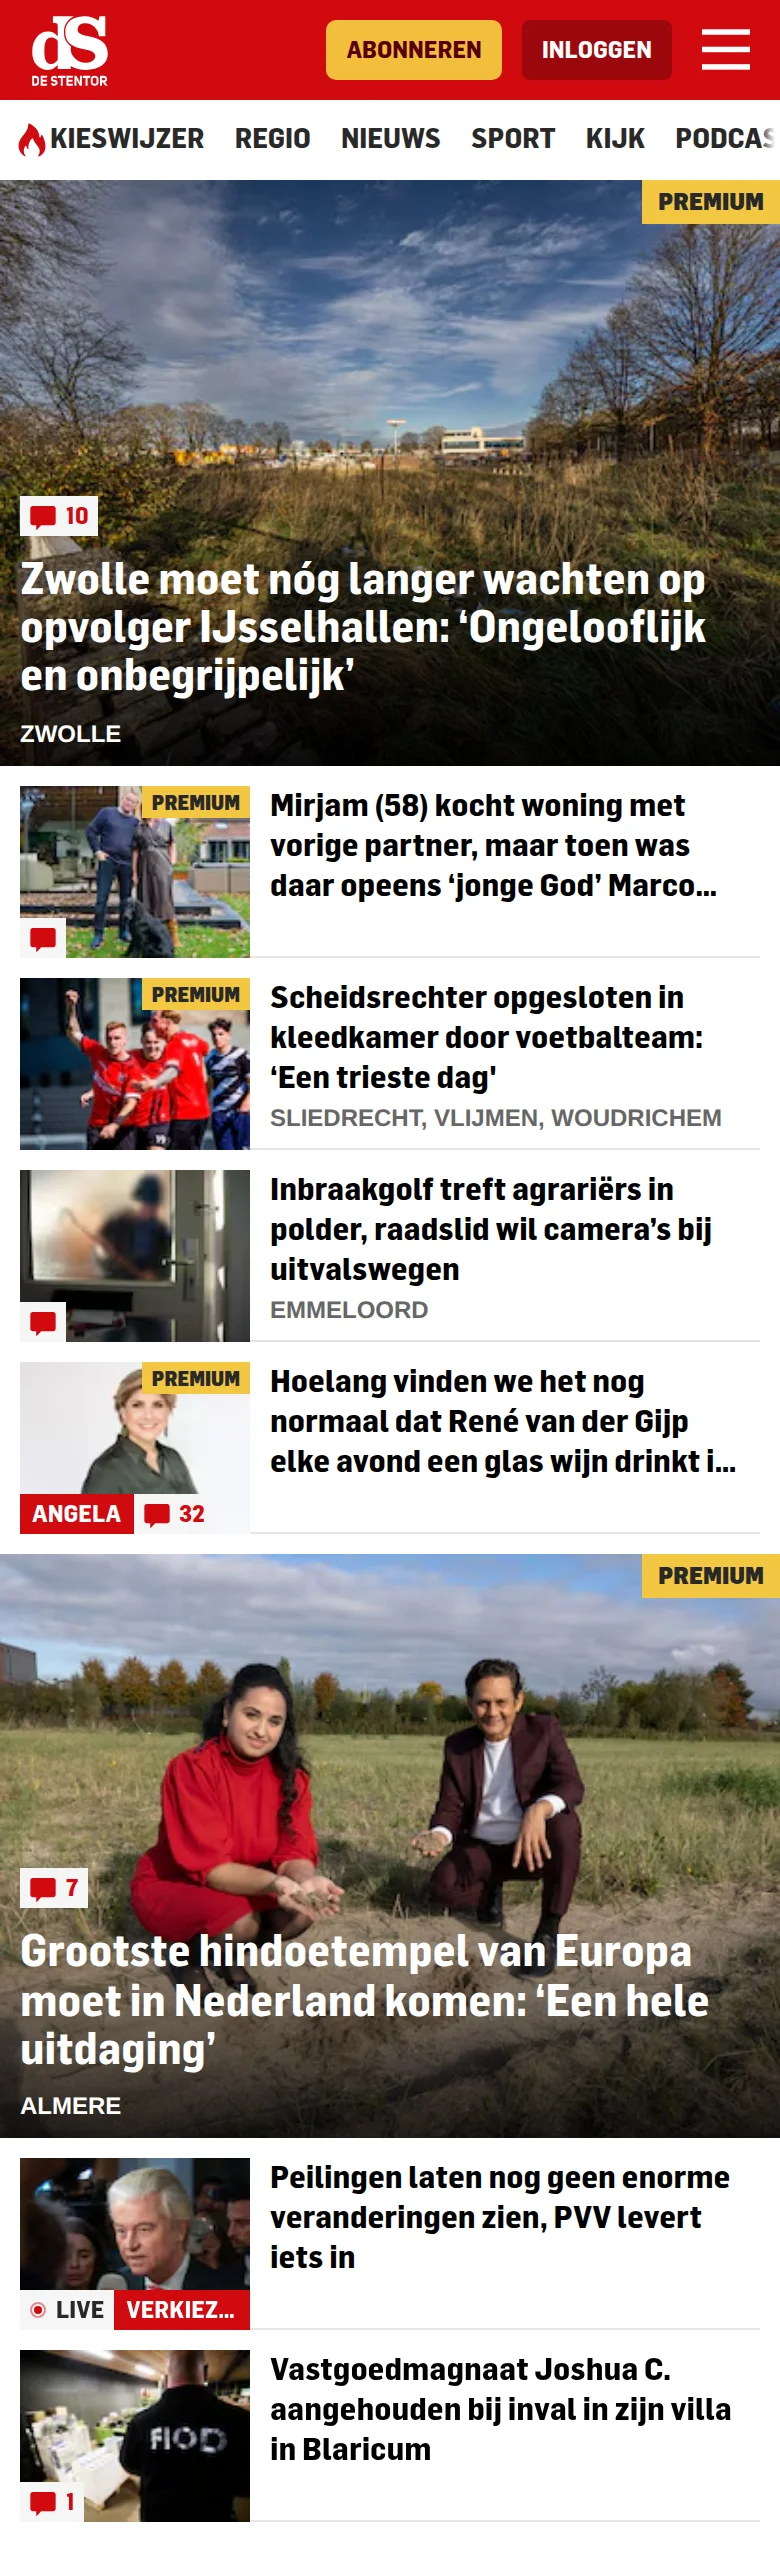 dS
DE STENTOR
ABONNEREN
INLOGGEN
KIESWIJZER REGIO NIEUWS SPORT KIJK PODCAS
PREMIUM
10
Zwolle moet nóg langer wachten op
opvolger IJsselhallen: ‘Ongelooflijk
en onbegrijpelijk’
ZWOLLE
PREMIUM
Mirjam (58) kocht woning met
vorige partner, maar toen was
daar opeens ‘jonge God’ Marco...
PREMIUM
Scheidsrechter opgesloten in
kleedkamer door voetbalteam:
‘Een trieste dag'
SLIEDRECHT, VLIJMEN, WOUDRICHEM
Inbraakgolf treft agrariërs in
polder, raadslid wil camera’s bij
uitvalswegen
EMMELOORD
PREMIUM
ANGELA
32
Hoelang vinden we het nog
normaal dat René van der Gijp
elke avond een glas wijn drinkt i...
PREMIUM
7
Grootste hindoetempel van Europa
moet in Nederland komen: ‘Een hele
uitdaging’
ALMERE
LIVE
VERKIEZ...
Peilingen laten nog geen enorme
veranderingen zien, PVV levert
iets in
FIOD
1
Vastgoedmagnaat Joshua C.
aangehouden bij inval in zijn villa
in Blaricum